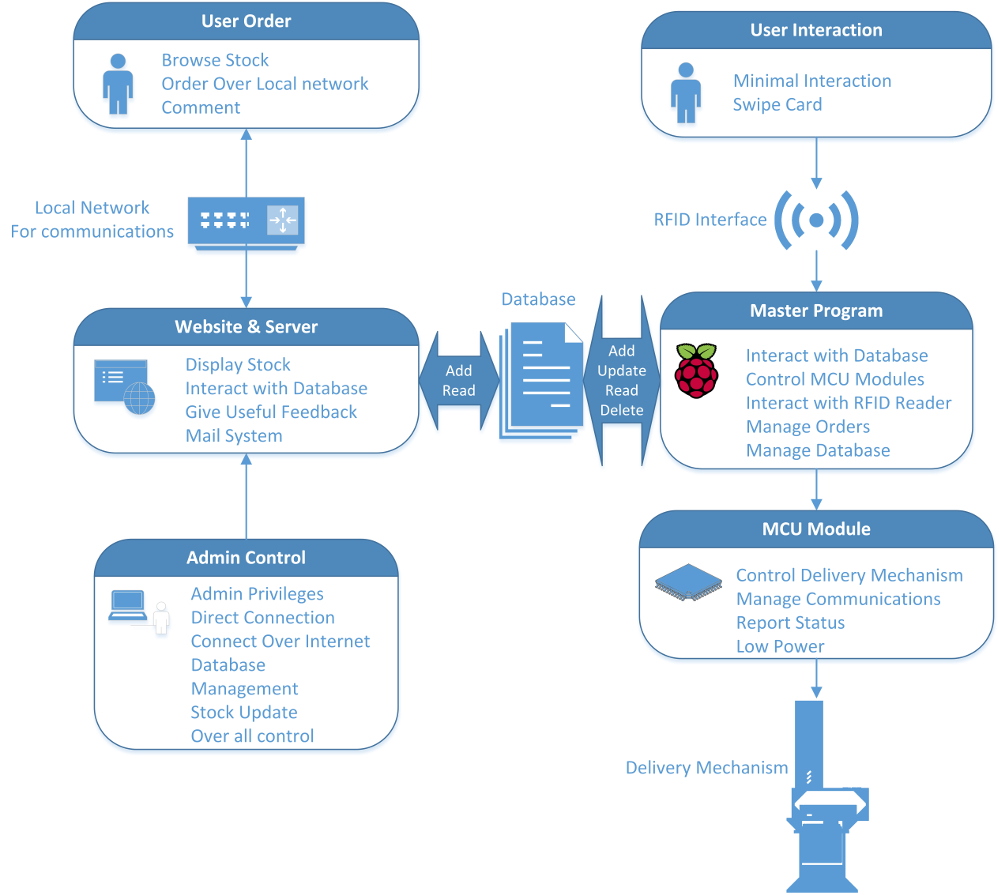 User Order
Browse Stock
Order Over Local network
Comment
User Interaction
Minimal Interaction
Swipe Card
Local Network
For communications
RFID Interface
Website & Server
Display Stock
Interact with Database
Give Useful Feedback
Mail System
Add
Read
Database
Add
Update
Read
Delete
Master Program
Interact with Database
Control MCU Modules
Interact with RFID Reader
Manage Orders
Manage Database
Admin Control
Admin Privileges
Direct Connection
Connect Over Internet
Database
Management
Stock Update
Over all control
MCU Module
Control Delivery Mechanism
Manage Communications
Report Status
Low Power
Delivery Mechanism